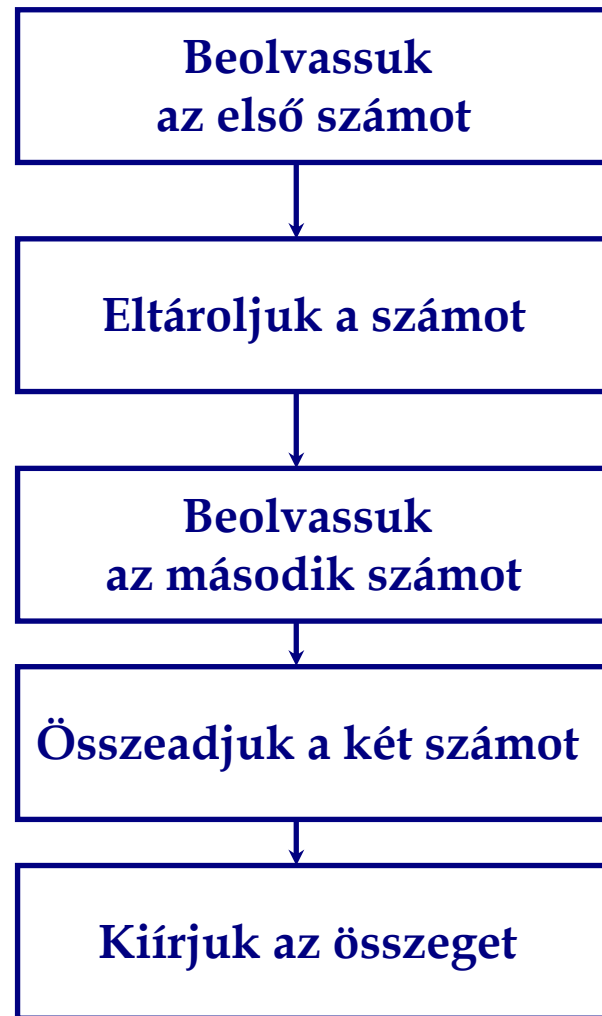 Beolvassuk
az első számot
Eltároljuk a számot
Beolvassuk
az második számot
Összeadjuk a két számot
Kiírjuk az összeget